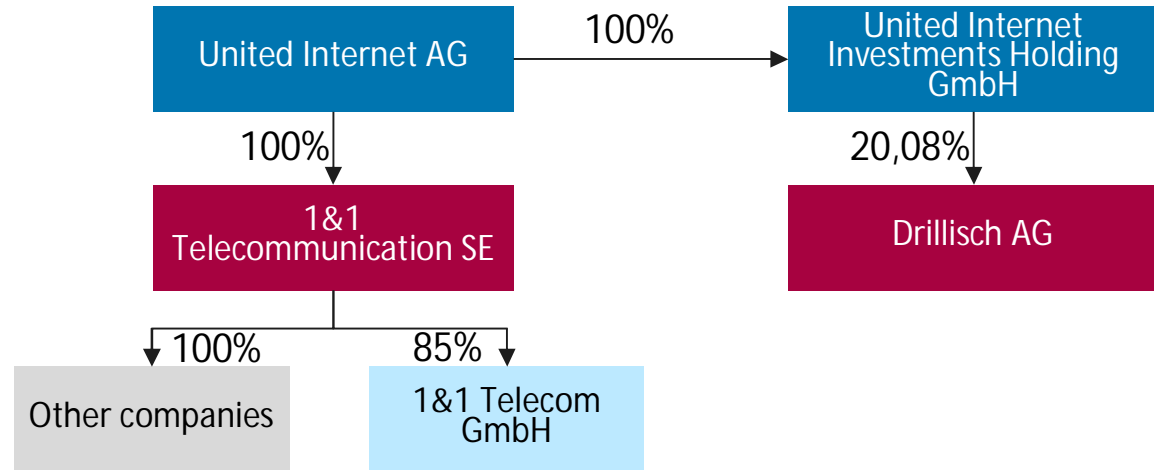 United Internet AG
100%
United Internet
Investments Holding
GmbH
100%
20,08%
1&1
Telecommunication SE
Drillisch AG
100%
85%
Other companies
1&1 Telecom
GmbH